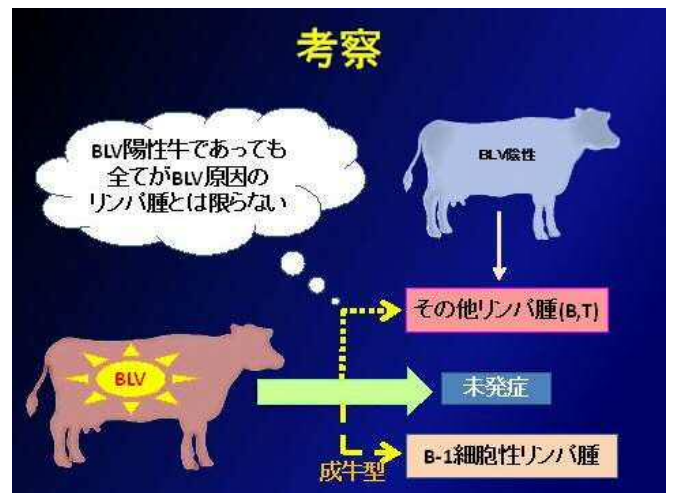 考察
BLV陽性牛であっても
全てがBLV原因の
リンパ腫とは限らない
BLV陰性
その他リンパ腫(B,T)
BLV
未発症
成牛型
B-1細胞性リンパ腫